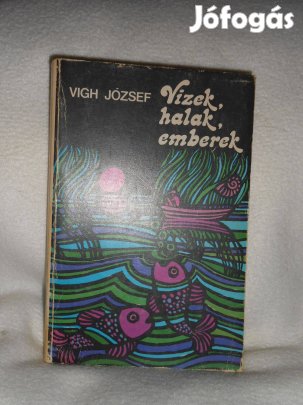 Jófogás
VIGH JÓZSEF
Vizek,
halak,
emberek